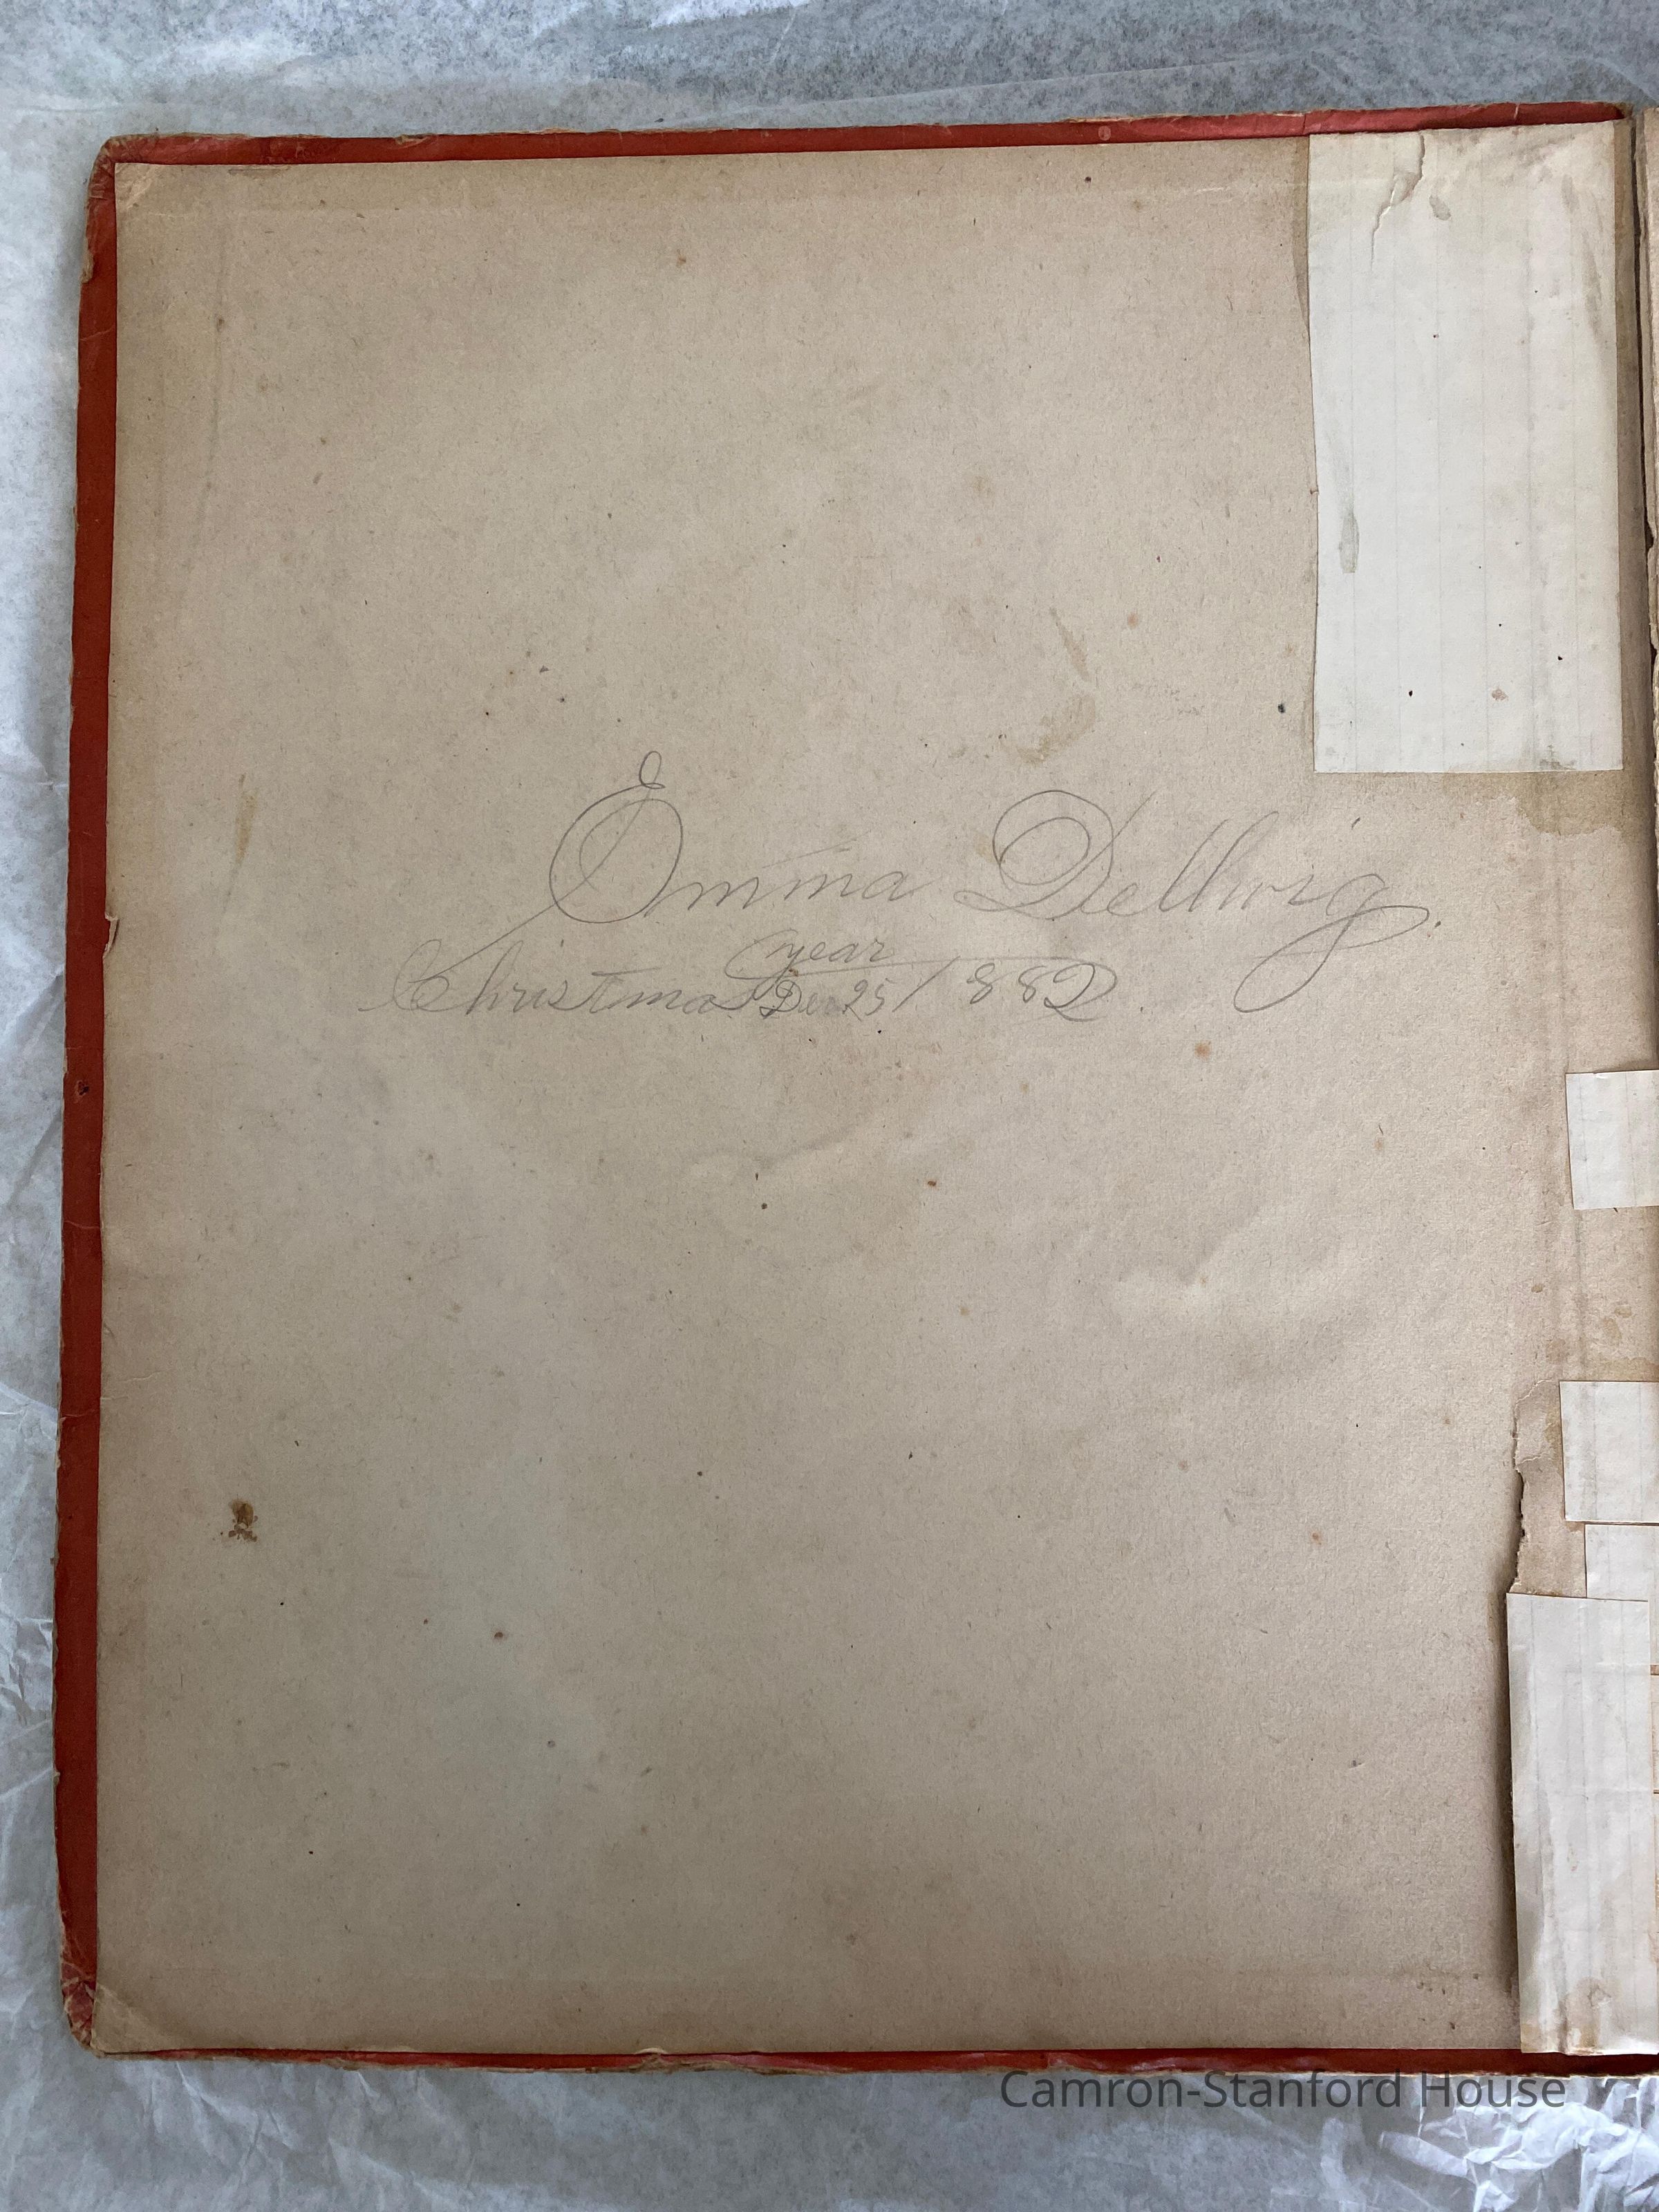 Emma Dellwig.
year
Christmas Dec 25 / 1882.
Camron-Stanford House